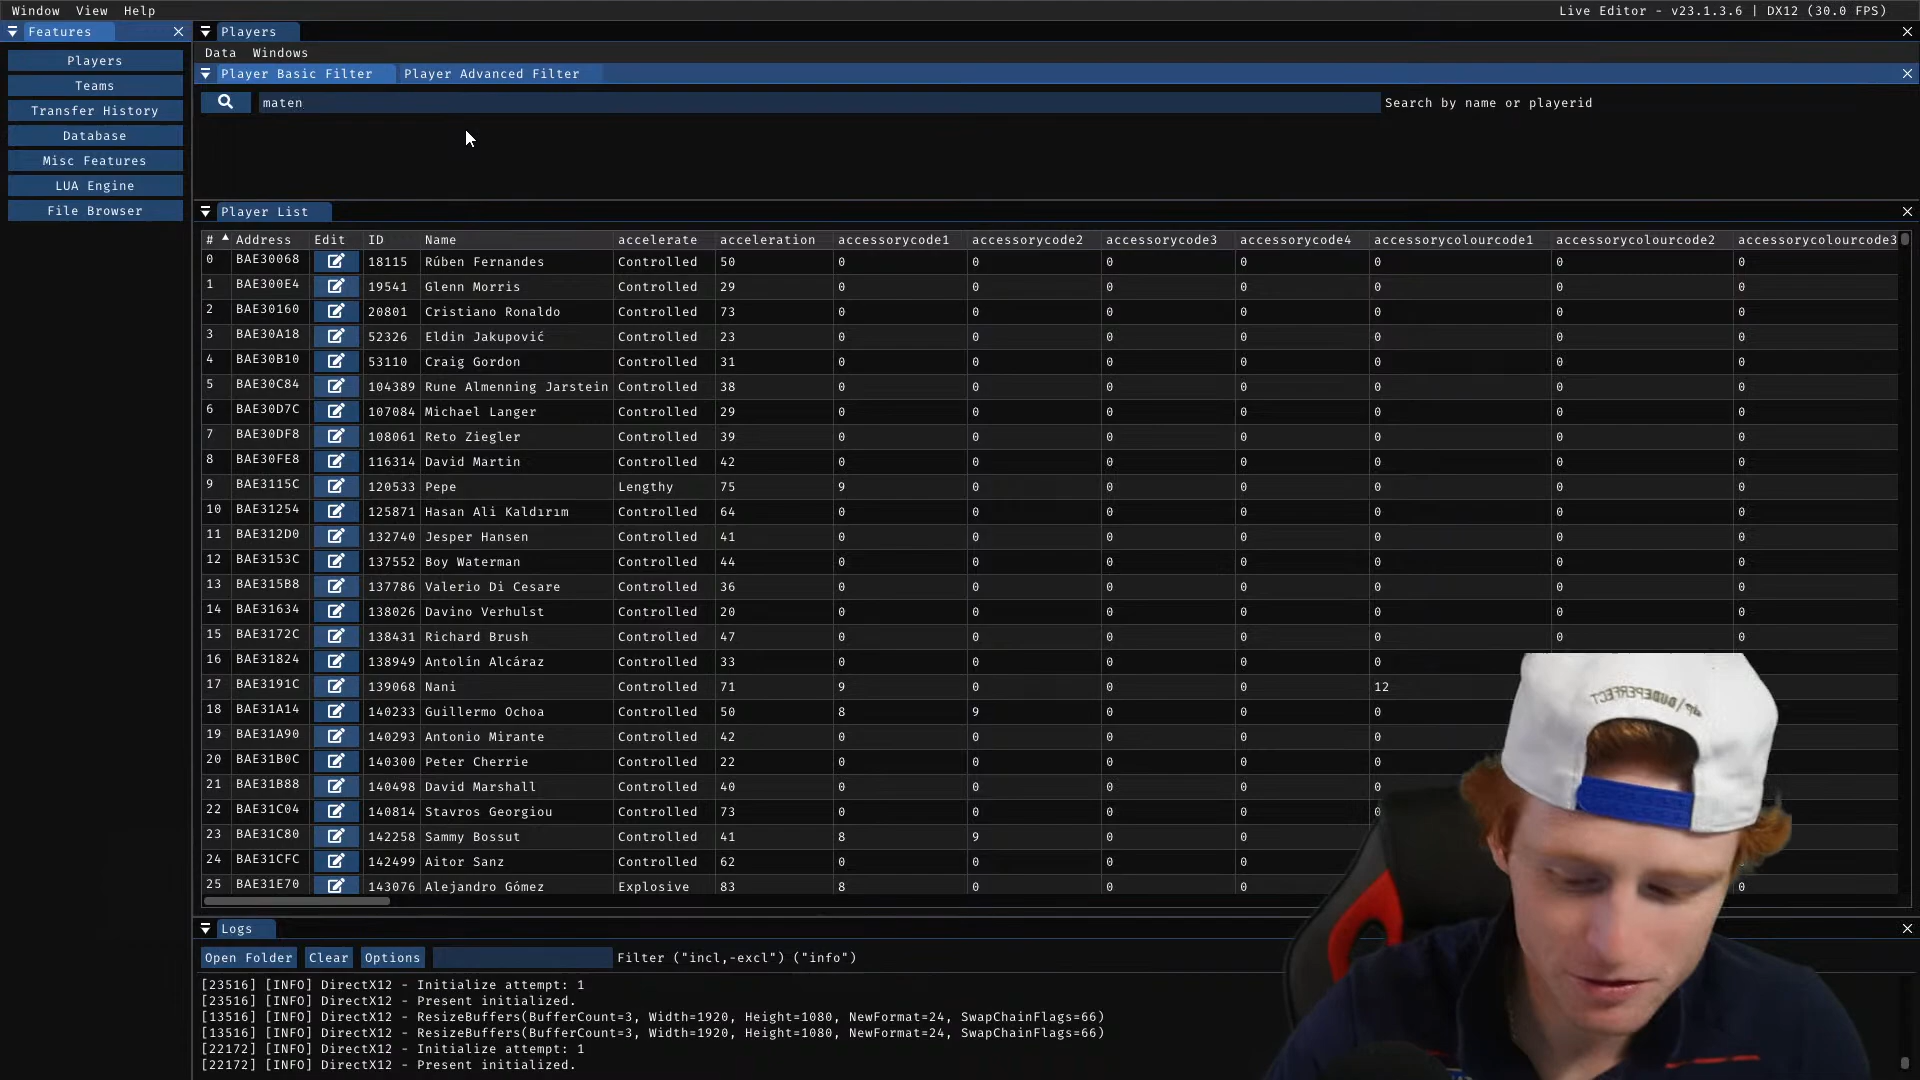 Window View Help Live Editor - v23.1.3.6 | DX12 (30.0 FPS)
Features Players
Data Windows
Player Basic Filter Player Advanced Filter
maten Search by name or playerid
Players
Teams
Transfer History
Database
Misc Features
LUA Engine
File Browser
Player List
# Address Edit ID Name accelerate acceleration accessorycode1 accessorycode2 accessorycode3 accessorycode4 accessorycolourcode1 accessorycolourcode2 accessorycolourcode3
0 BAE30068 18115 Rúben Fernandes Controlled 50 0 0 0 0 0 0 0
1 BAE300E4 19541 Glenn Morris Controlled 29 0 0 0 0 0 0 0
2 BAE30160 20801 Cristiano Ronaldo Controlled 73 0 0 0 0 0 0 0
3 BAE30A18 52326 Eldin Jakupović Controlled 23 0 0 0 0 0 0 0
4 BAE30B10 53110 Craig Gordon Controlled 31 0 0 0 0 0 0 0
5 BAE30C84 104389 Rune Almenning Jarstein Controlled 38 0 0 0 0 0 0 0
6 BAE30D7C 107084 Michael Langer Controlled 29 0 0 0 0 0 0 0
7 BAE30DF8 108061 Reto Ziegler Controlled 39 0 0 0 0 0 0 0
8 BAE30FE8 116314 David Martin Controlled 42 0 0 0 0 0 0 0
9 BAE3115C 120533 Pepe Lengthy 75 9 0 0 0 0 0 0
10 BAE31254 125871 Hasan Ali Kaldırım Controlled 64 0 0 0 0 0 0 0
11 BAE312D0 132740 Jesper Hansen Controlled 41 0 0 0 0 0 0 0
12 BAE3153C 137552 Boy Waterman Controlled 44 0 0 0 0 0 0 0
13 BAE315B8 137786 Valerio Di Cesare Controlled 36 0 0 0 0 0 0 0
14 BAE31634 138026 Davino Verhulst Controlled 20 0 0 0 0 0 0 0
15 BAE3172C 138431 Richard Brush Controlled 47 0 0 0 0 0 0 0
16 BAE31824 138949 Antolín Alcáraz Controlled 33 0 0 0 0 0
17 BAE3191C 139068 Nani Controlled 71 9 0 0 0 12
18 BAE31A14 140233 Guillermo Ochoa Controlled 50 8 9 0 0 0
19 BAE31A90 140293 Antonio Mirante Controlled 42 0 0 0 0 0
20 BAE31B0C 140300 Peter Cherrie Controlled 22 0 0 0 0 0
21 BAE31B88 140498 David Marshall Controlled 40 0 0 0 0 0
22 BAE31C04 140814 Stavros Georgiou Controlled 73 0 0 0 0 0
23 BAE31C80 142258 Sammy Bossut Controlled 41 8 9 0 0
24 BAE31CFC 142499 Aitor Sanz Controlled 62 0 0 0 0
25 BAE31E70 143076 Alejandro Gómez Explosive 83 8 0 0 0 0
dp\DUDEPERFECT
Logs
Open Folder Clear Options Filter ("incl,-excl") ("info")
[23516] [INFO] DirectX12 - Initialize attempt: 1
[23516] [INFO] DirectX12 - Present initialized.
[13516] [INFO] DirectX12 - ResizeBuffers(BufferCount=3, Width=1920, Height=1080, NewFormat=24, SwapChainFlags=66)
[13516] [INFO] DirectX12 - ResizeBuffers(BufferCount=3, Width=1920, Height=1080, NewFormat=24, SwapChainFlags=66)
[22172] [INFO] DirectX12 - Initialize attempt: 1
[22172] [INFO] DirectX12 - Present initialized.